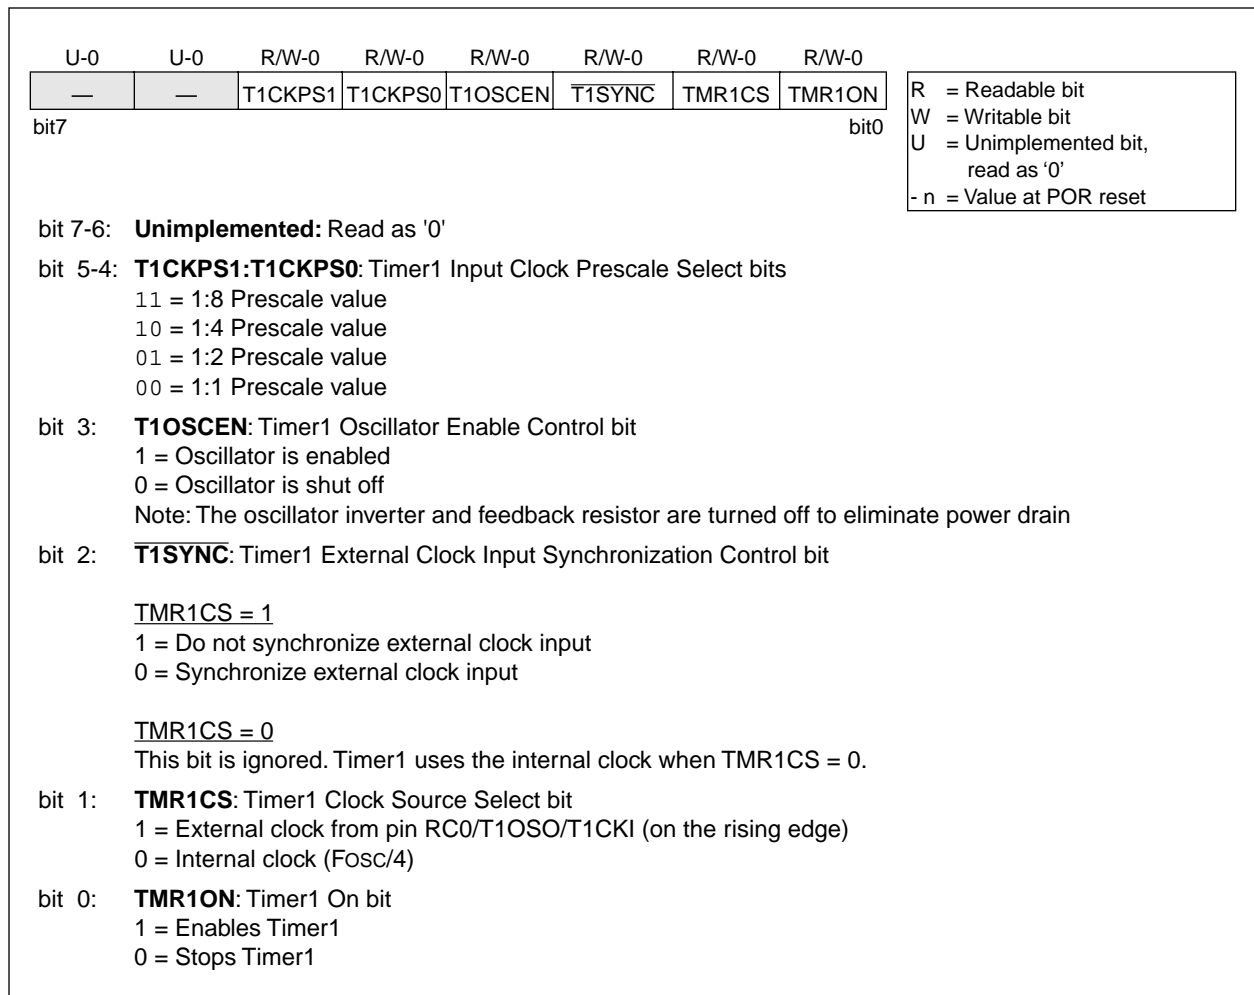 U-0 U-0 R/W-0 R/W-0 R/W-0 R/W-0 R/W-0 R/W-0
— — T1CKPS1 T1CKPS0 T1OSCEN T1SYNC TMR1CS TMR1ON
bit7 bit0
R = Readable bit
W = Writable bit
U = Unimplemented bit,
read as ‘0’
- n = Value at POR reset
bit 7-6: Unimplemented: Read as '0'
bit 5-4: T1CKPS1:T1CKPS0: Timer1 Input Clock Prescale Select bits
11 = 1:8 Prescale value
10 = 1:4 Prescale value
01 = 1:2 Prescale value
00 = 1:1 Prescale value
bit 3: T1OSCEN: Timer1 Oscillator Enable Control bit
1 = Oscillator is enabled
0 = Oscillator is shut off
Note: The oscillator inverter and feedback resistor are turned off to eliminate power drain
bit 2: T1SYNC: Timer1 External Clock Input Synchronization Control bit
TMR1CS = 1
1 = Do not synchronize external clock input
0 = Synchronize external clock input
TMR1CS = 0
This bit is ignored. Timer1 uses the internal clock when TMR1CS = 0.
bit 1: TMR1CS: Timer1 Clock Source Select bit
1 = External clock from pin RC0/T1OSO/T1CKI (on the rising edge)
0 = Internal clock (FOSC/4)
bit 0: TMR1ON: Timer1 On bit
1 = Enables Timer1
0 = Stops Timer1